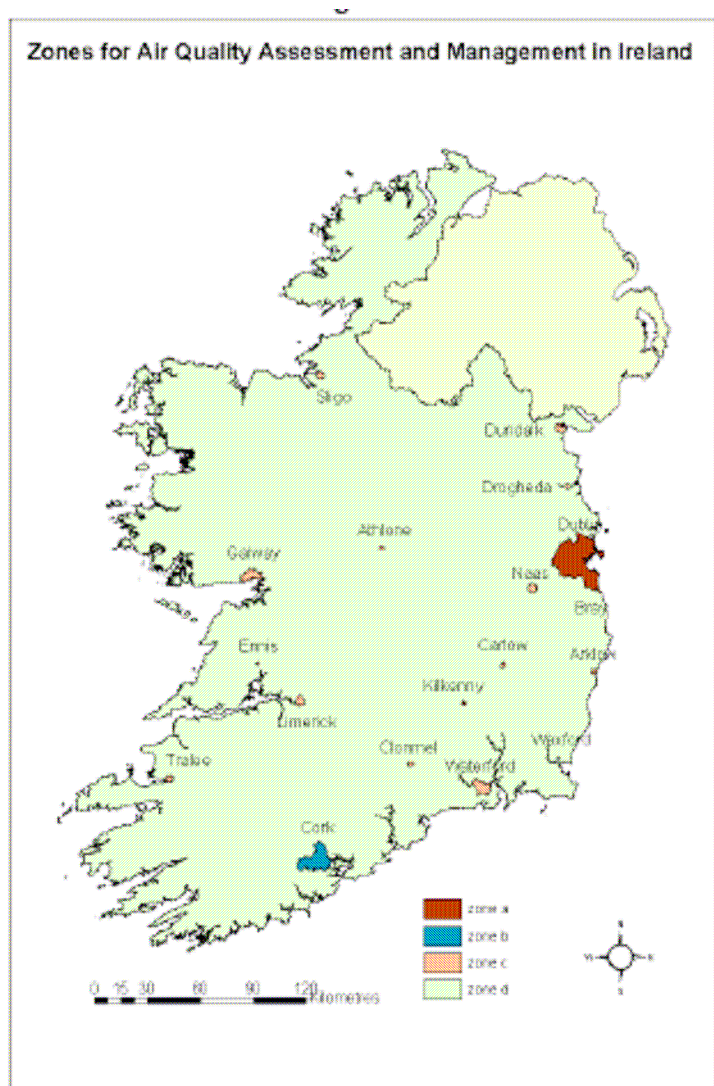 Zones for Air Quality Assessment and Management in Ireland
Sligo
Dundalk
Drogheda
Dublin
Athlone
Galway
Naas
Bray
Ennis
Carlow
Arklow
Kilkenny
Limerick
Clonmel
Wexford
Tralee
Waterford
Cork
zone a
zone b
zone c
zone d
N
W E
S
0 15 30 60 90 120
Kilometres